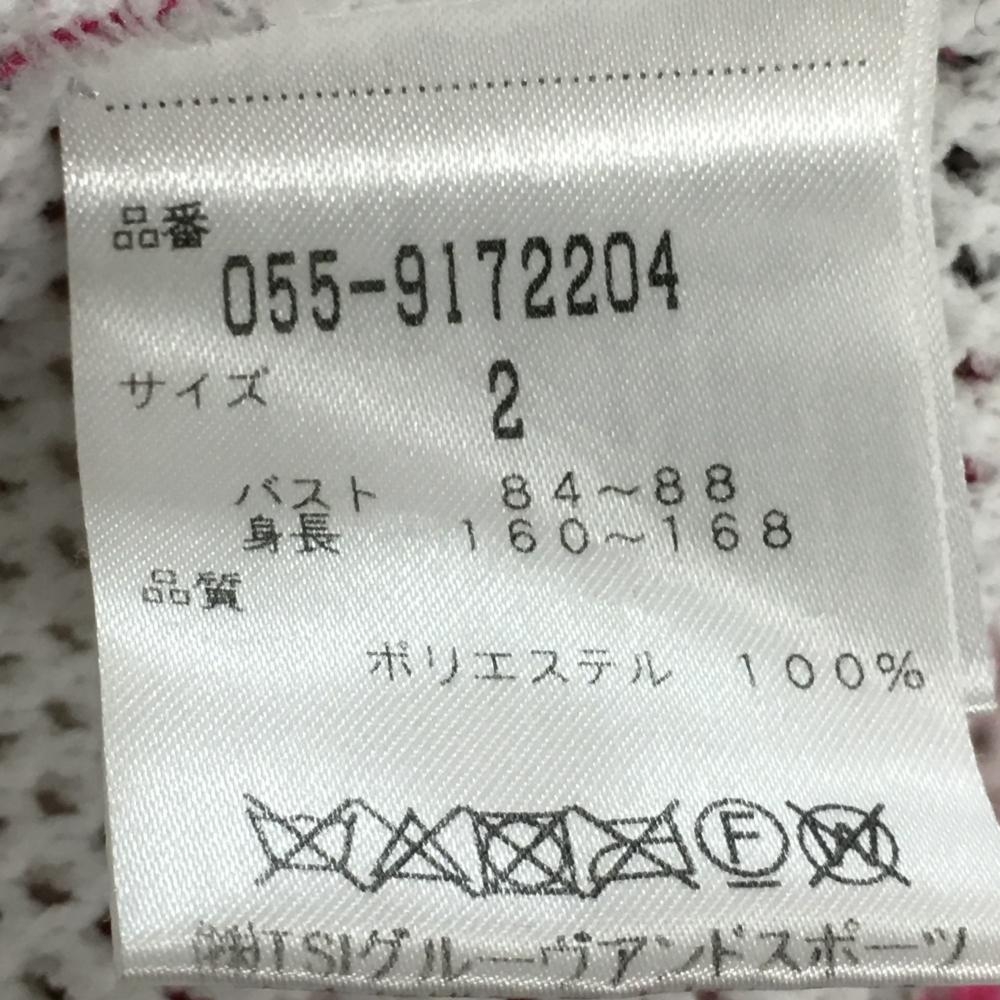 品番
055-9172204
サイズ 2
バスト 84~88
身長 160~168
品質
ポリエステル 100%
F W
㈱TSIグルーヴアンドスポーツ